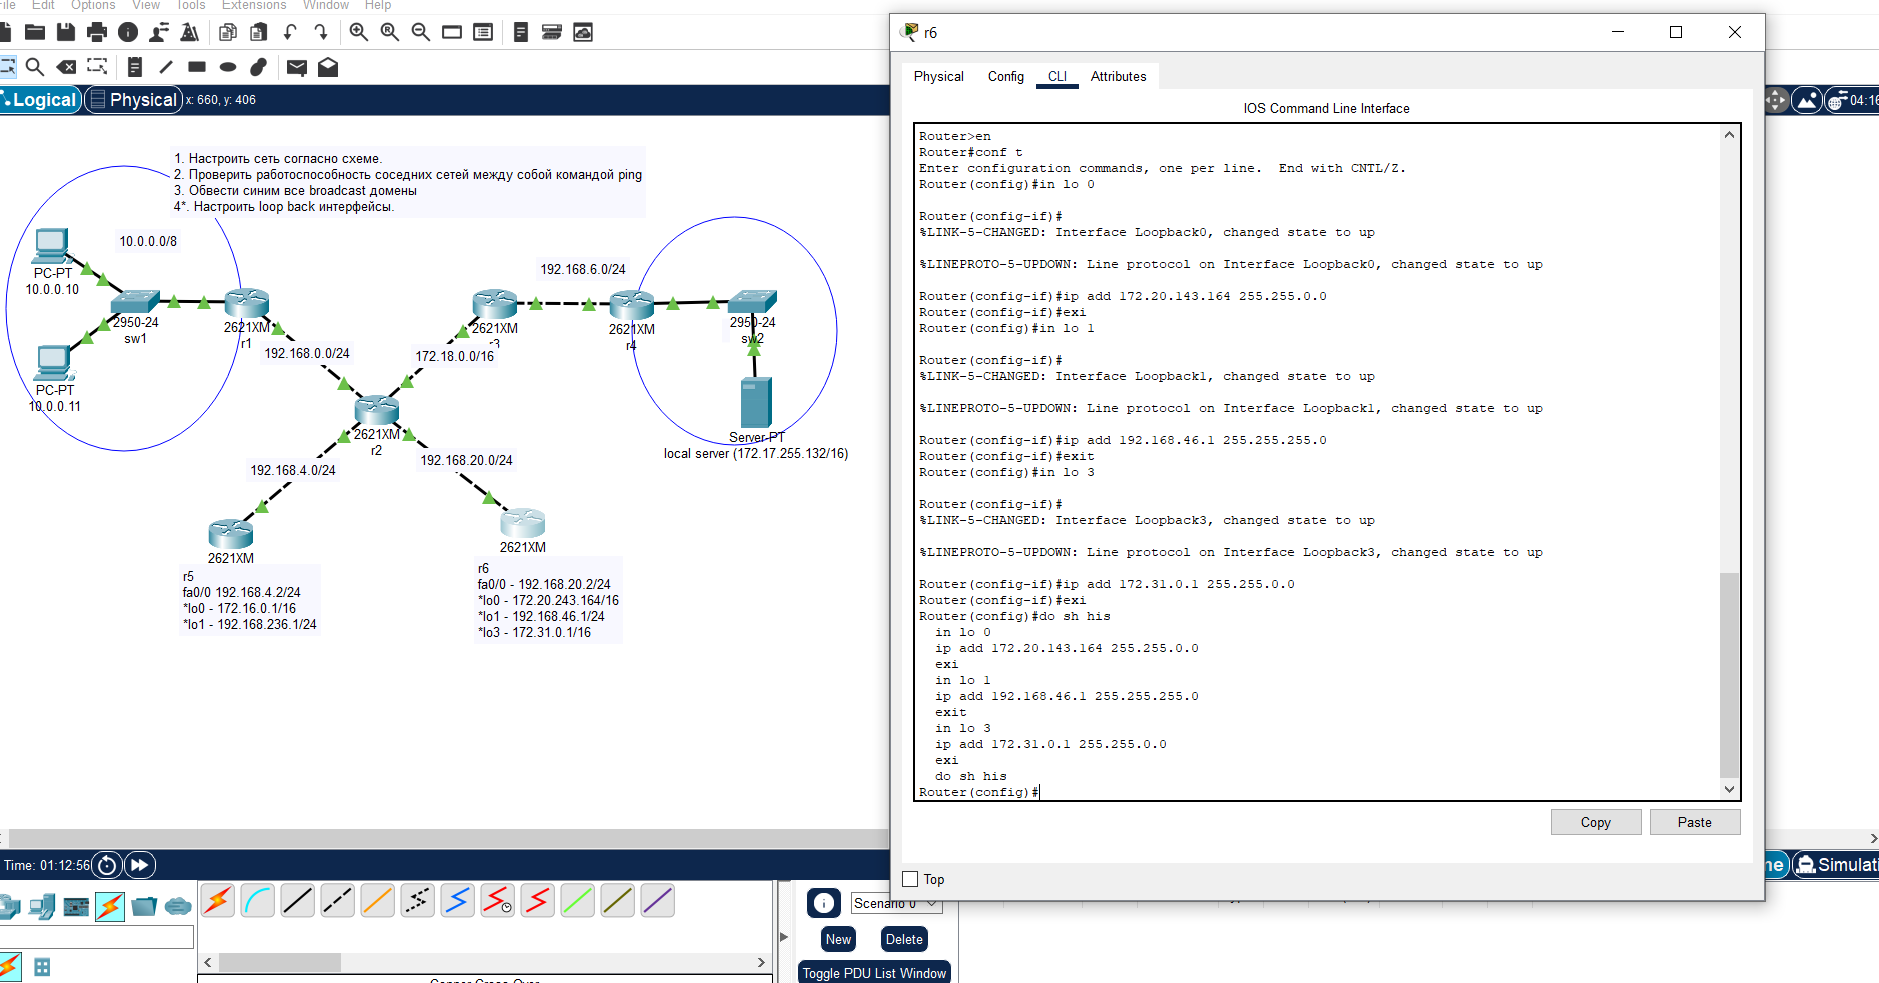 File Edit Options View Tools Extensions Window Help
Logical
Physical
x: 660, y: 406
1. Настроить сеть согласно схеме.
2. Проверить работоспособность соседних сетей между собой командой ping
3. Обвести синим все broadcast домены
4*. Настроить loop back интерфейсы.
10.0.0.0/8
PC-PT
10.0.0.10
2950-24
sw1
PC-PT
10.0.0.11
2621XM
r1
192.168.0.0/24
192.168.6.0/24
2621XM
r3
172.18.0.0/16
2621XM
r4
2950-24
sw2
Server-PT
local server (172.17.255.132/16)
2621XM
r2
192.168.4.0/24
192.168.20.0/24
2621XM
r5
fa0/0 192.168.4.2/24
*lo0 - 172.16.0.1/16
*lo1 - 192.168.236.1/24
2621XM
r6
fa0/0 - 192.168.20.2/24
*lo0 - 172.20.243.164/16
*lo1 - 192.168.46.1/24
*lo3 - 172.31.0.1/16
r6
Physical Config CLI Attributes
IOS Command Line Interface
Router>en
Router#conf t
Enter configuration commands, one per line. End with CNTL/Z.
Router(config)#in lo 0
Router(config-if)#
%LINK-5-CHANGED: Interface Loopback0, changed state to up
%LINEPROTO-5-UPDOWN: Line protocol on Interface Loopback0, changed state to up
Router(config-if)#ip add 172.20.143.164 255.255.0.0
Router(config-if)#exi
Router(config)#in lo 1
Router(config-if)#
%LINK-5-CHANGED: Interface Loopback1, changed state to up
%LINEPROTO-5-UPDOWN: Line protocol on Interface Loopback1, changed state to up
Router(config-if)#ip add 192.168.46.1 255.255.255.0
Router(config-if)#exit
Router(config)#in lo 3
Router(config-if)#
%LINK-5-CHANGED: Interface Loopback3, changed state to up
%LINEPROTO-5-UPDOWN: Line protocol on Interface Loopback3, changed state to up
Router(config-if)#ip add 172.31.0.1 255.255.0.0
Router(config-if)#exi
Router(config)#do sh his
in lo 0
ip add 172.20.143.164 255.255.0.0
exi
in lo 1
ip add 192.168.46.1 255.255.255.0
exit
in lo 3
ip add 172.31.0.1 255.255.0.0
exi
do sh his
Router(config)#
Copy
Paste
Top
04:16
Time: 01:12:56
Simulati
Scenario 0
New
Delete
Toggle PDU List Window
Copper Cross-Over